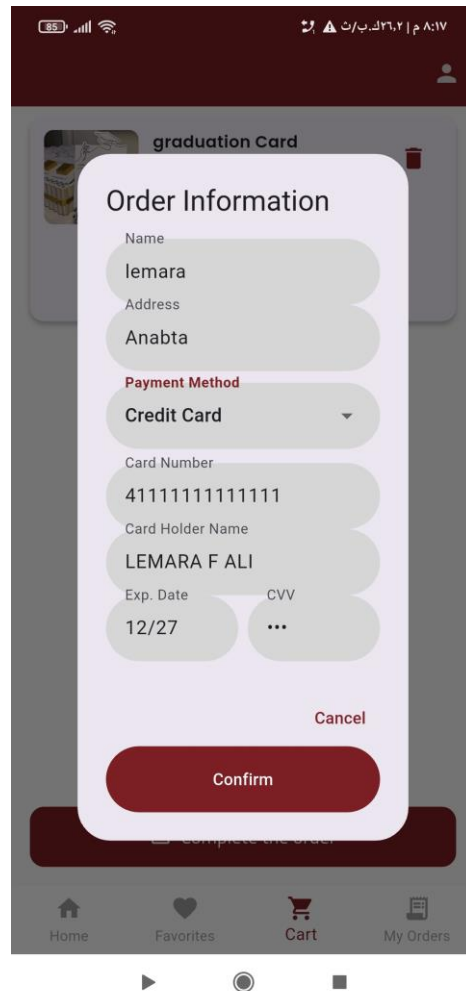 85 ٨:١٧ م | ٢٦,٢ك.ب/ث
graduation Card
Order Information
Name
lemara
Address
Anabta
Payment Method
Credit Card
Card Number
41111111111111
Card Holder Name
LEMARA F ALI
Exp. Date CVV
12/27 •••
Cancel
Confirm
Complete the order
Home Favorites Cart My Orders